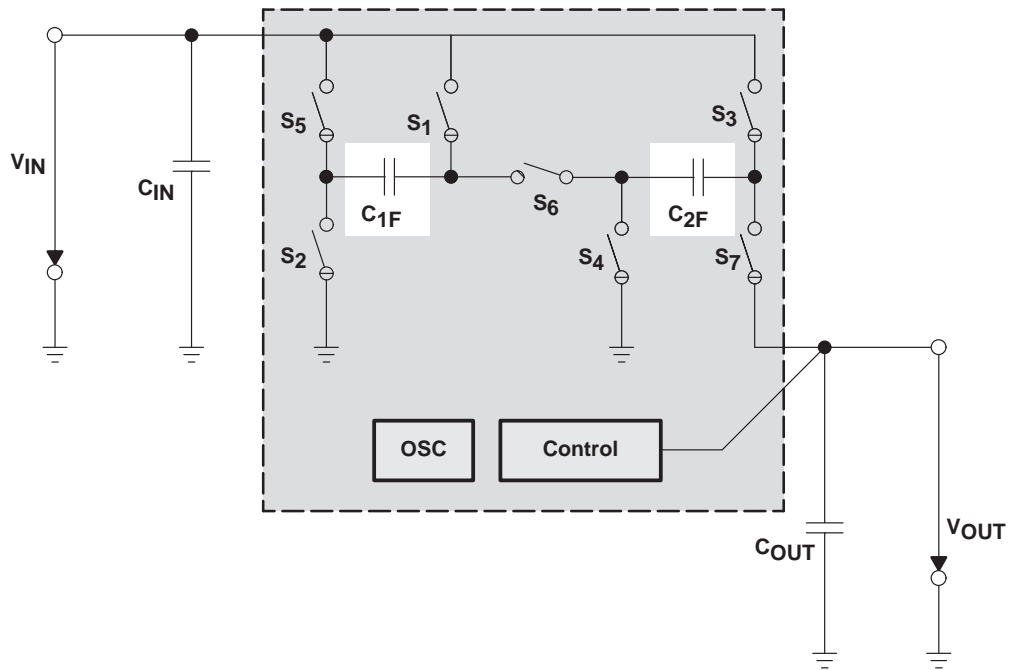 S5
S1
S3
VIN
CIN
C1F
S6
C2F
S2
S4
S7
OSC
Control
COUT
VOUT